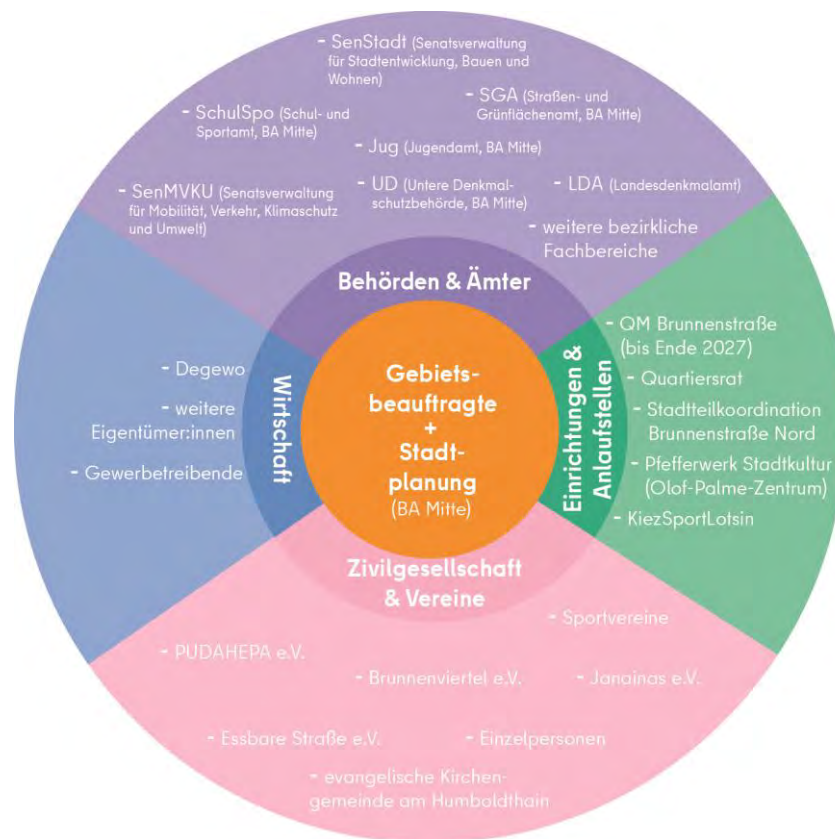 - SenStadt (Senatsverwaltung
für Stadtentwicklung, Bauen und
Wohnen)
- SGA (Straßen- und
Grünflächenamt, BA Mitte)
- SchulSpo (Schul- und
Sportamt, BA Mitte)
- Jug (Jugendamt, BA Mitte)
- SenMVKU (Senatsverwaltung
für Mobilität, Verkehr, Klimaschutz
und Umwelt)
- UD (Untere Denkmal-
schutzbehörde, BA Mitte)
- LDA (Landesdenkmalamt)
- weitere bezirkliche
Fachbereiche
Behörden & Ämter
Wirtschaft
- Degewo
- weitere
Eigentümer:innen
- Gewerbetreibende
Gebiets-
beauftragte
+
Stadt-
planung
(BA Mitte)
Einrichtungen &
Anlaufstellen
- QM Brunnenstraße
(bis Ende 2027)
- Quartiersrat
- Stadtteilkoordination
Brunnenstraße Nord
- Pfefferwerk Stadtkultur
(Olof-Palme-Zentrum)
- KiezSportLotsin
Zivilgesellschaft
& Vereine
- Sportvereine
- PUDAHEPA e.V.
- Brunnenviertel e.V.
- Janainas e.V.
- Essbare Straße e.V.
- Einzelpersonen
- evangelische Kirchen-
gemeinde am Humboldthain